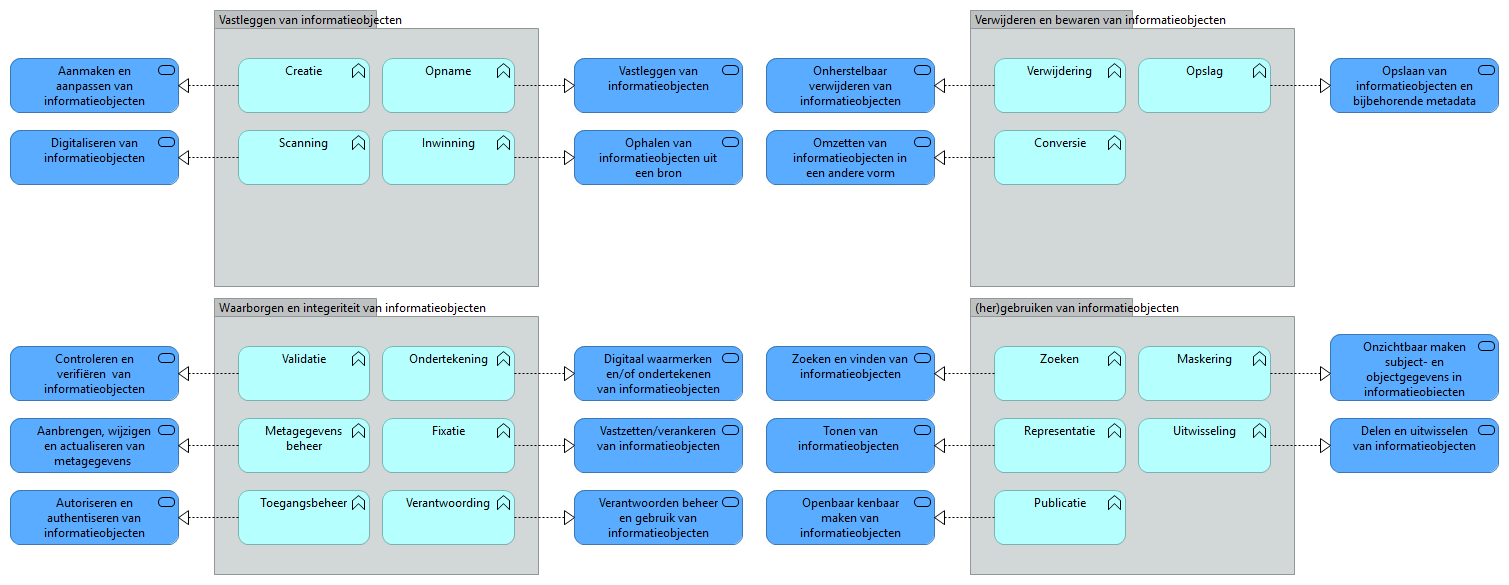 Vastleggen van informatieobjecten
Aanmaken en
aanpassen van
informatieobjecten
Creatie
Opname
Vastleggen van
informatieobjecten
Digitaliseren van
informatieobjecten
Scanning
Inwinning
Ophalen van
informatieobjecten uit
een bron
Verwijderen en bewaren van informatieobjecten
Onherstelbaar
verwijderen van
informatieobjecten
Verwijdering
Opslag
Opslaan van
informatieobjecten en
bijbehorende metadata
Omzetten van
informatieobjecten in
een andere vorm
Conversie
Waarborgen en integeriteit van informatieobjecten
Controleren en
verifiëren  van
informatieobjecten
Validatie
Ondertekening
Digitaal waarmerken
en/of ondertekenen
van informatieobjecten
Aanbrengen, wijzigen
en actualiseren van
metagegevens
Metagegevens
beheer
Fixatie
Vastzetten/verankeren
van informatieobjecten
Autoriseren en
authentiseren van
informatieobjecten
Toegangsbeheer
Verantwoording
Verantwoorden beheer
en gebruik van
informatieobjecten
(her)gebruiken van informatieobjecten
Zoeken en vinden van
informatieobjecten
Zoeken
Maskering
Onzichtbaar maken
subject- en
objectgegevens in
informatieobjecten
Tonen van
informatieobjecten
Representatie
Uitwisseling
Delen en uitwisselen
van informatieobjecten
Openbaar kenbaar
maken van
informatieobjecten
Publicatie